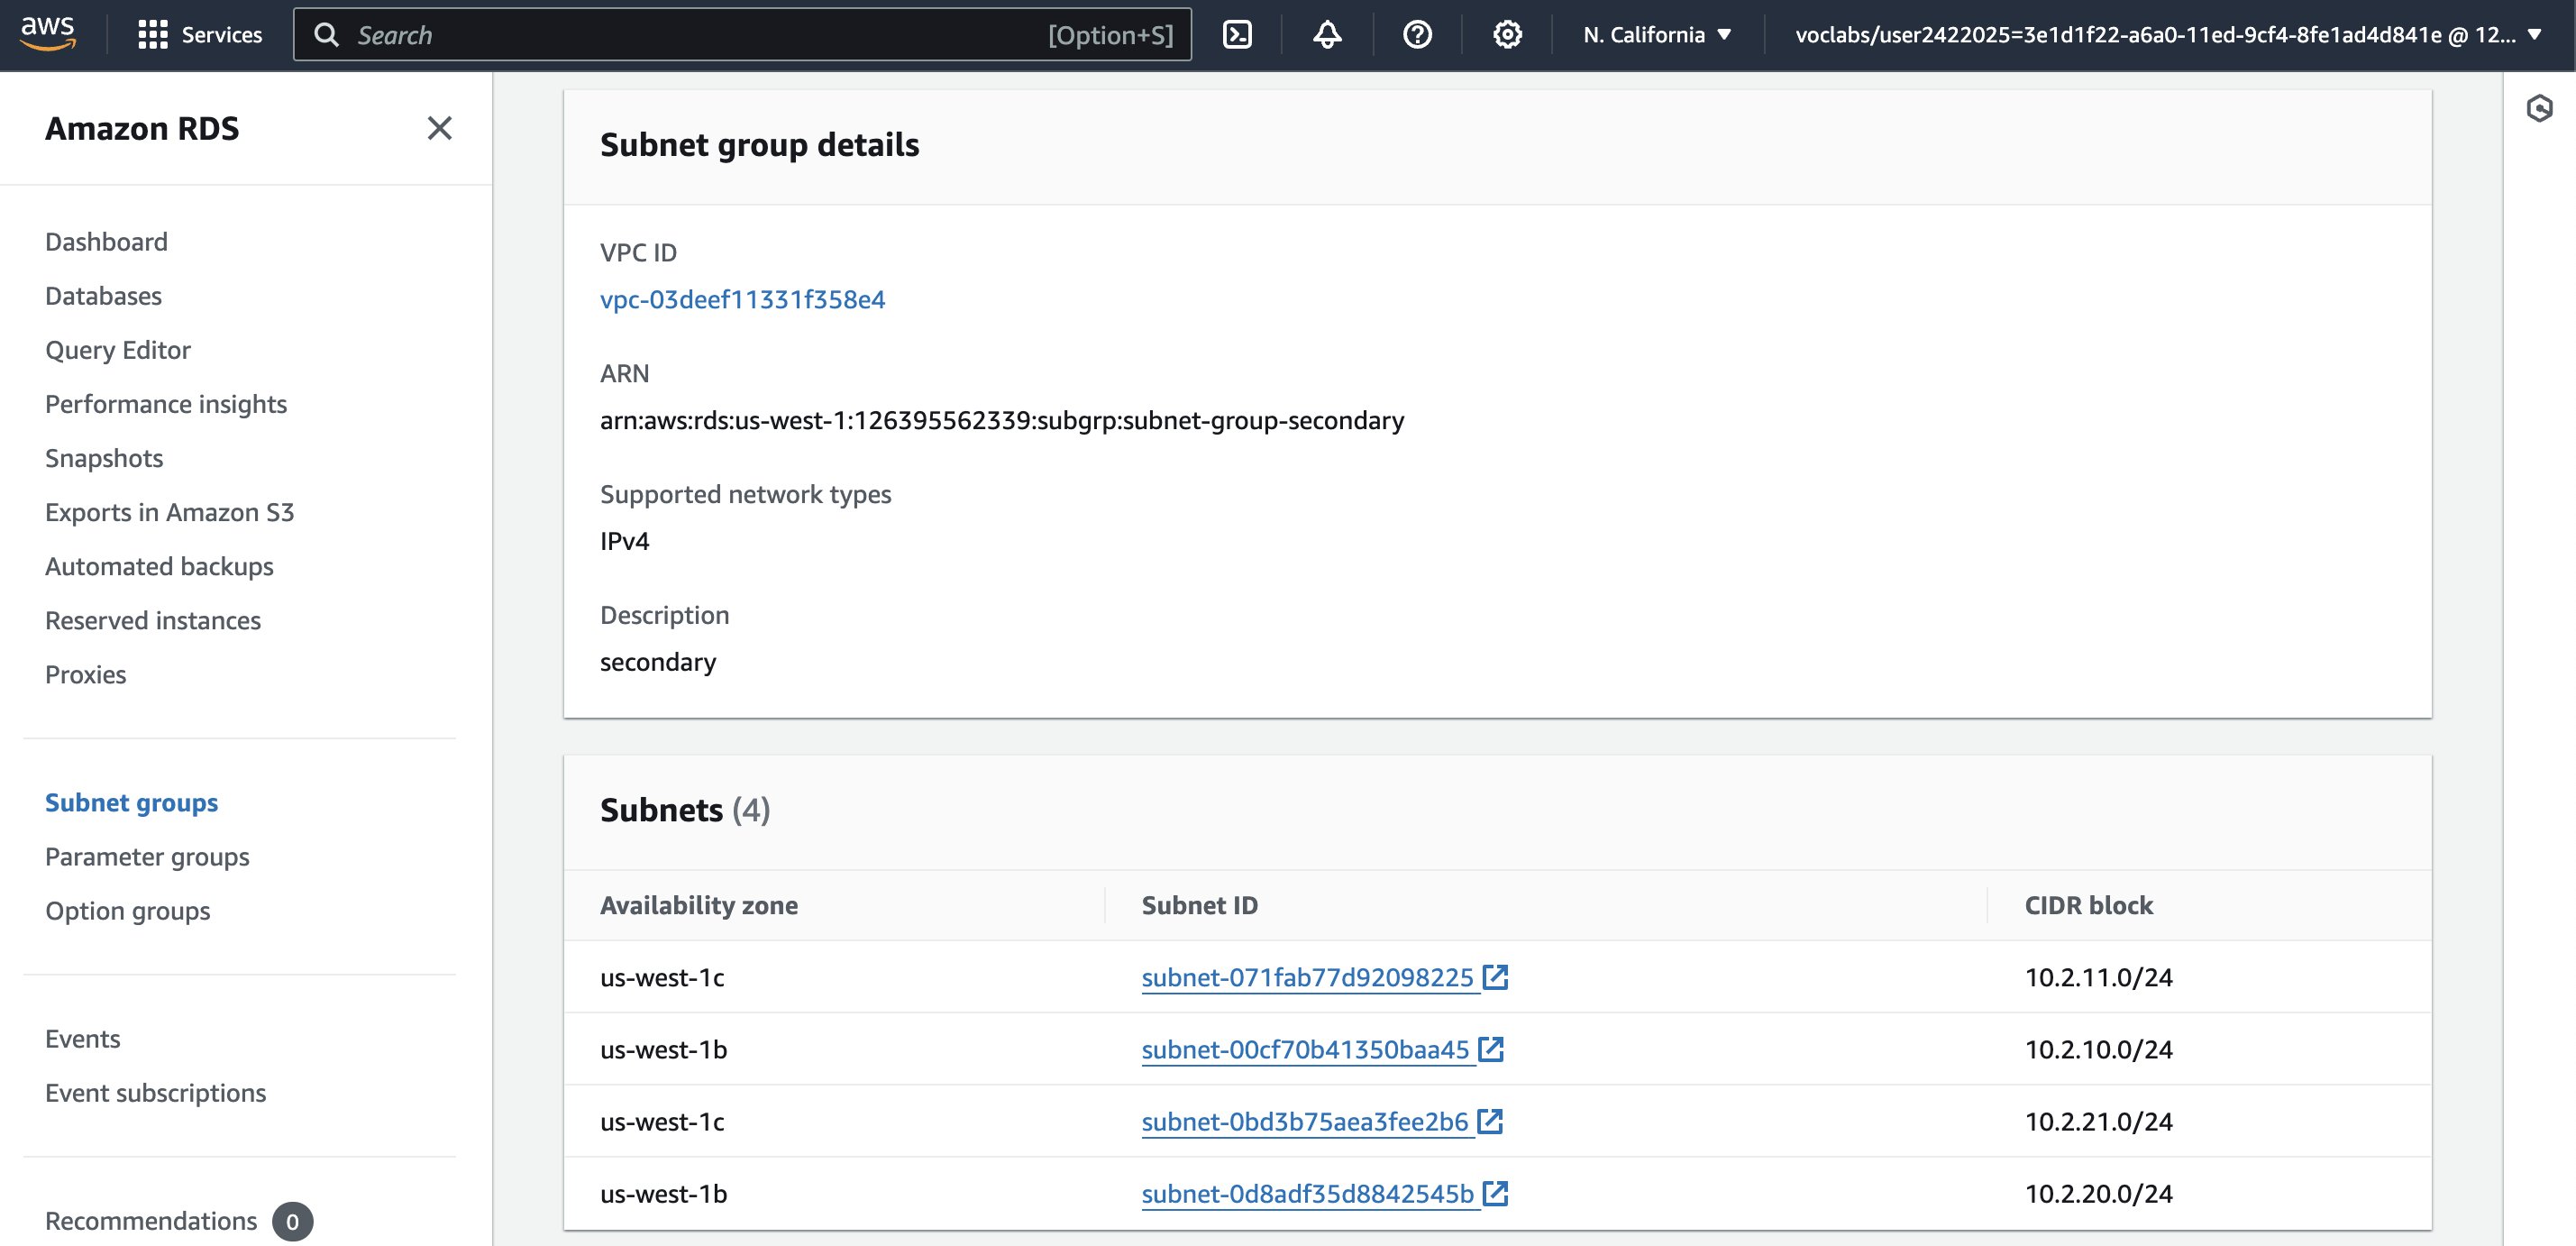 aws
Services
Search [Option+S]
N. California
voclabs/user2422025=3e1d1f22-a6a0-11ed-9cf4-8fe1ad4d841e @ 12...
Amazon RDS
Dashboard
Databases
Query Editor
Performance insights
Snapshots
Exports in Amazon S3
Automated backups
Reserved instances
Proxies
Subnet groups
Parameter groups
Option groups
Events
Event subscriptions
Recommendations 0
Subnet group details
VPC ID
vpc-03deef11331f358e4
ARN
arn:aws:rds:us-west-1:126395562339:subgrp:subnet-group-secondary
Supported network types
IPv4
Description
secondary
Subnets (4)
Availability zone Subnet ID CIDR block
us-west-1c subnet-071fab77d92098225 10.2.11.0/24
us-west-1b subnet-00cf70b41350baa45 10.2.10.0/24
us-west-1c subnet-0bd3b75aea3fee2b6 10.2.21.0/24
us-west-1b subnet-0d8adf35d8842545b 10.2.20.0/24